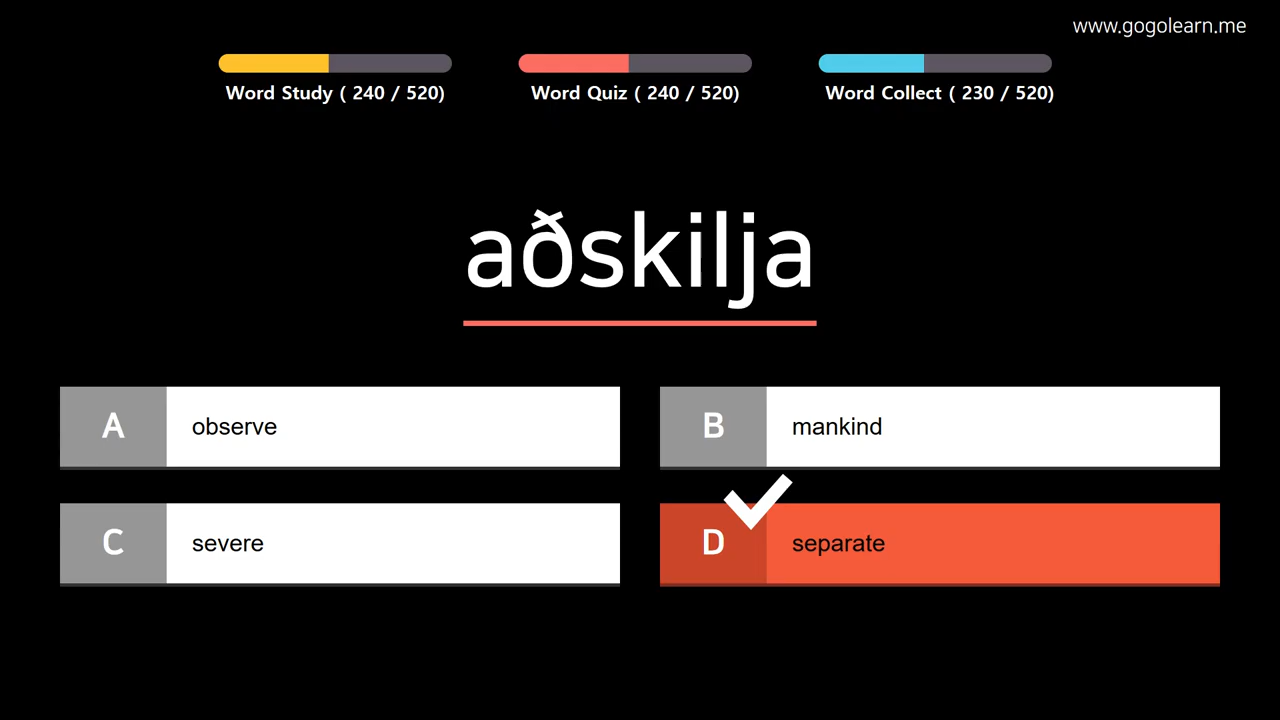 www.gogolearn.me
Word Study ( 240 / 520)
Word Quiz ( 240 / 520)
Word Collect ( 230 / 520)
aðskilja
A observe
B mankind
C severe
D separate